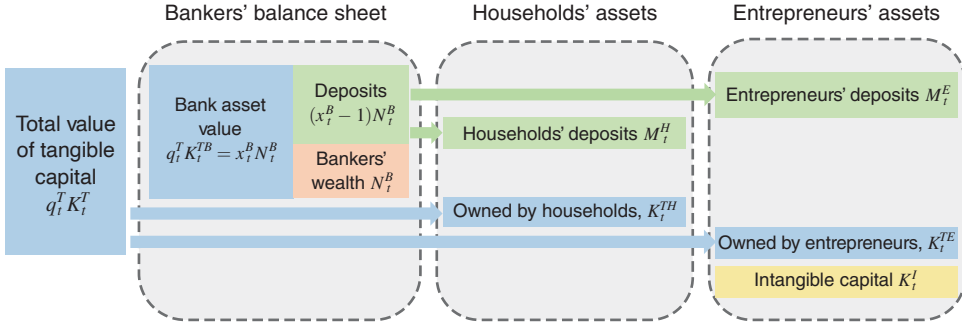 Bankers' balance sheet
Households' assets
Entrepreneurs' assets
Total value
of tangible
capital
$q_t^T K_t^T$
Bank asset
value
$q_t^T K_t^{TB} = x_t^B N_t^B$
Deposits
$(x_t^B - 1)N_t^B$
Bankers'
wealth $N_t^B$
Households' deposits $M_t^H$
Owned by households, $K_t^{TH}$
Entrepreneurs' deposits $M_t^E$
Owned by entrepreneurs, $K_t^{TE}$
Intangible capital $K_t^I$